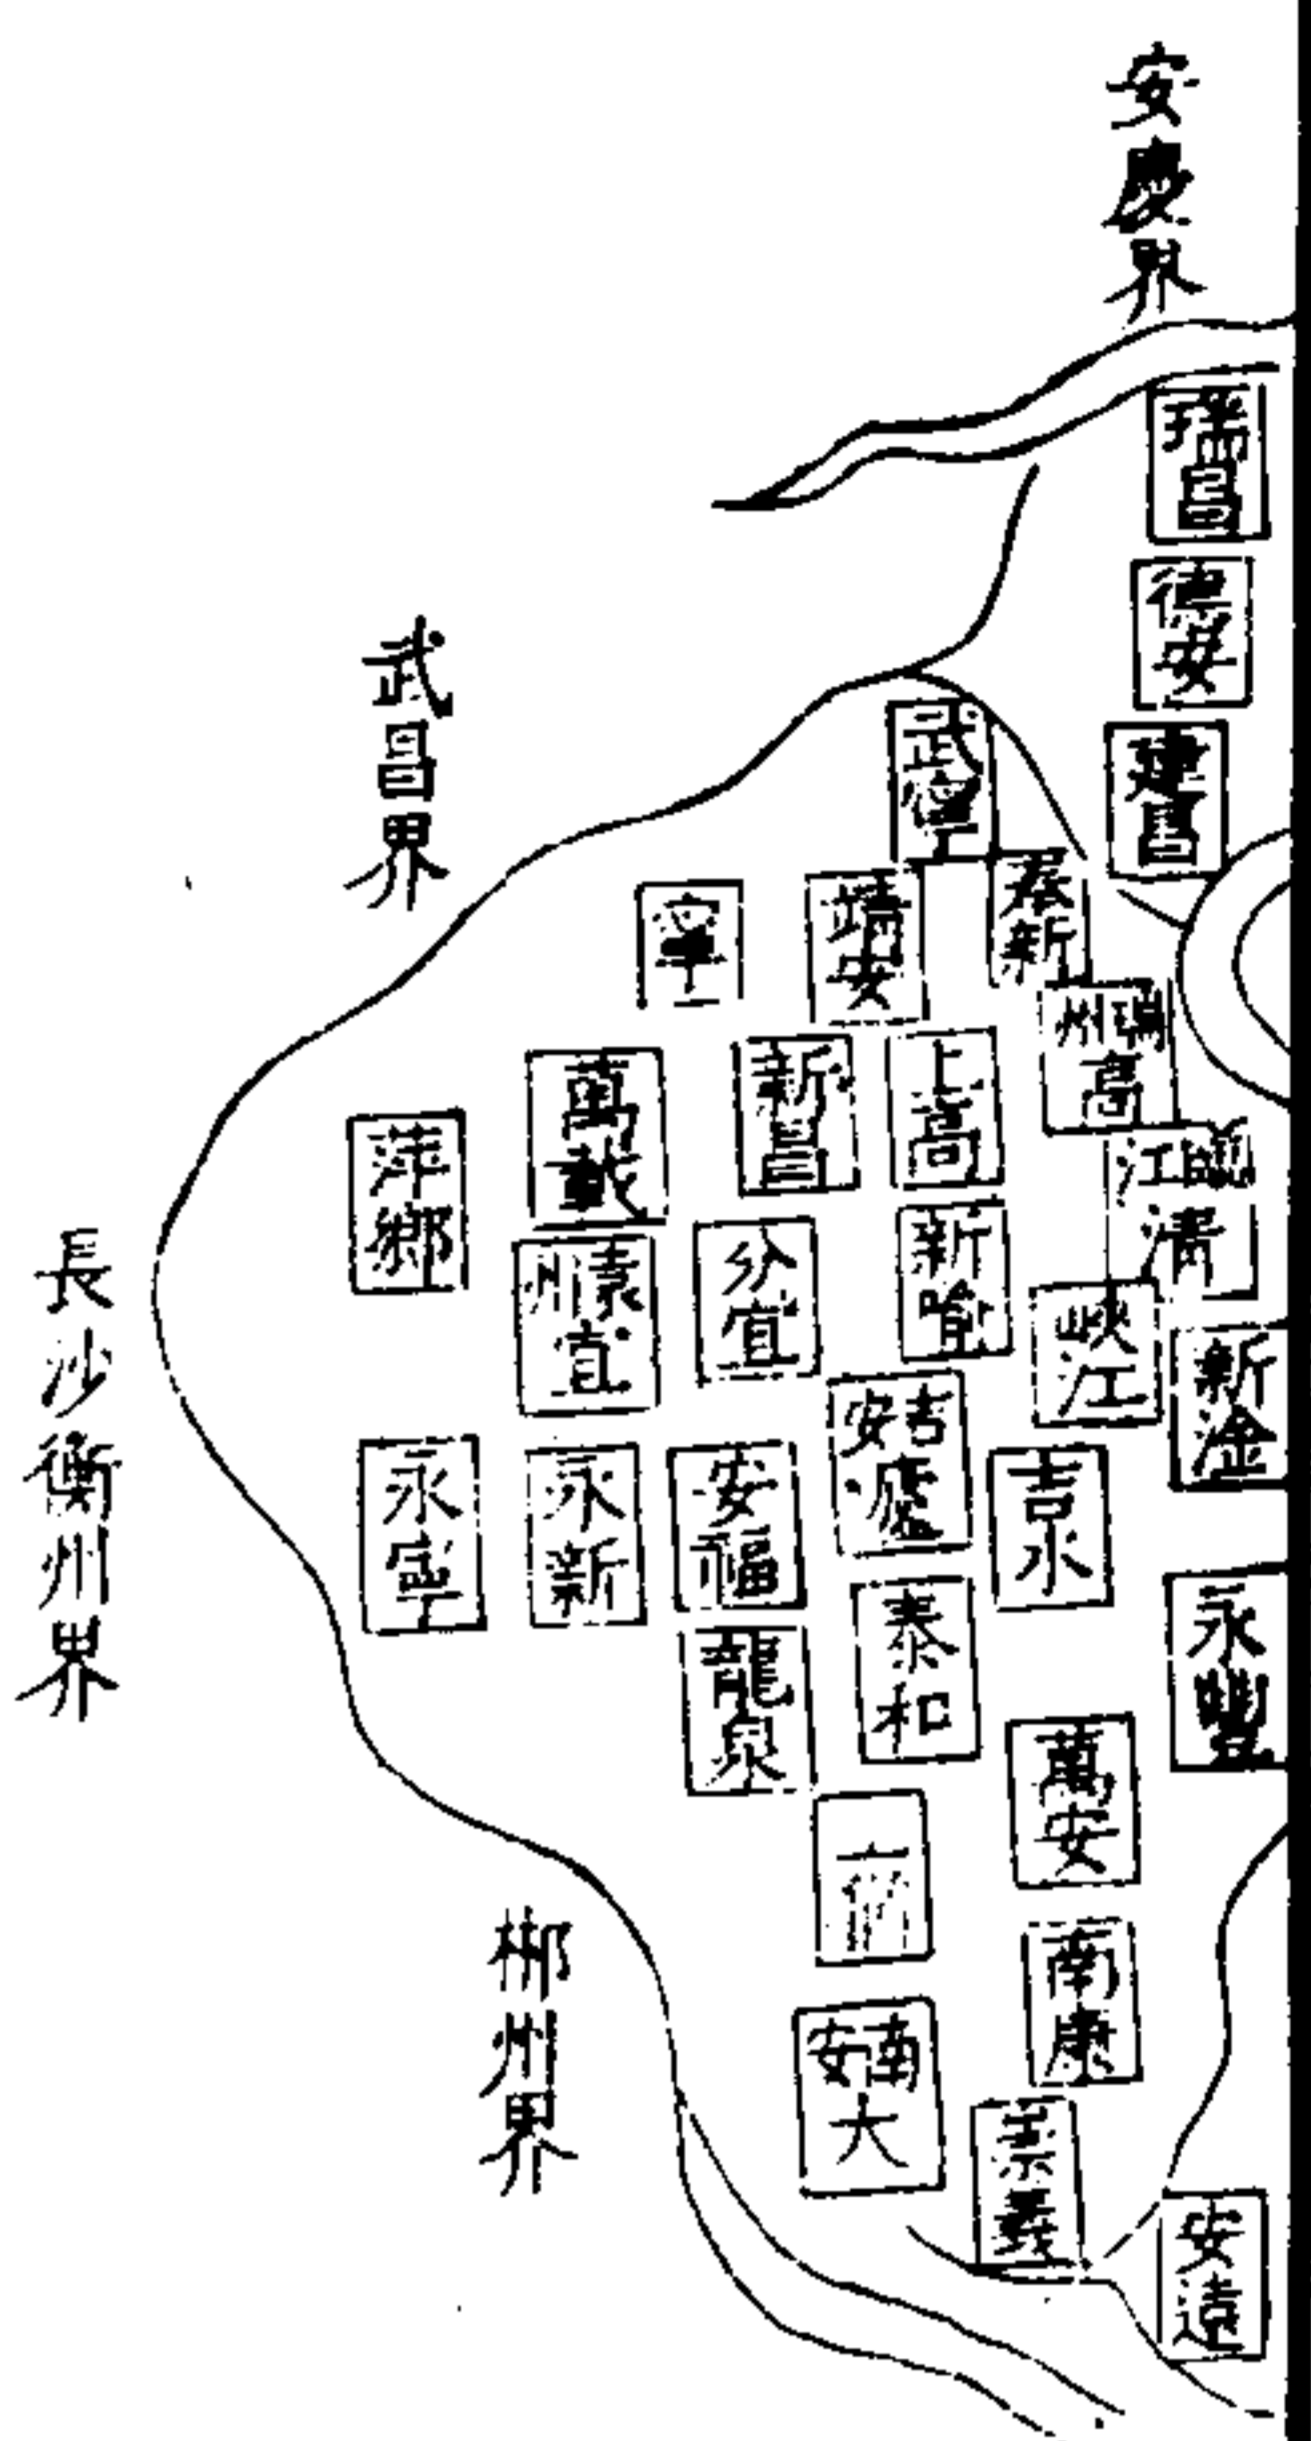 安慶界
瑞昌
德安
建昌
武昌界
武寧
奉新
靖安
寧
瑞州高
上高
新昌
萬載
萍鄉
臨江清
新喻
分宜
袁州宜
長沙衡州界
峽江
新淦
吉安廬
吉水
安福
永新
永寧
永豐
泰和
龍泉
萬安
上猶
南康
郴州界
南安大
崇義
安遠